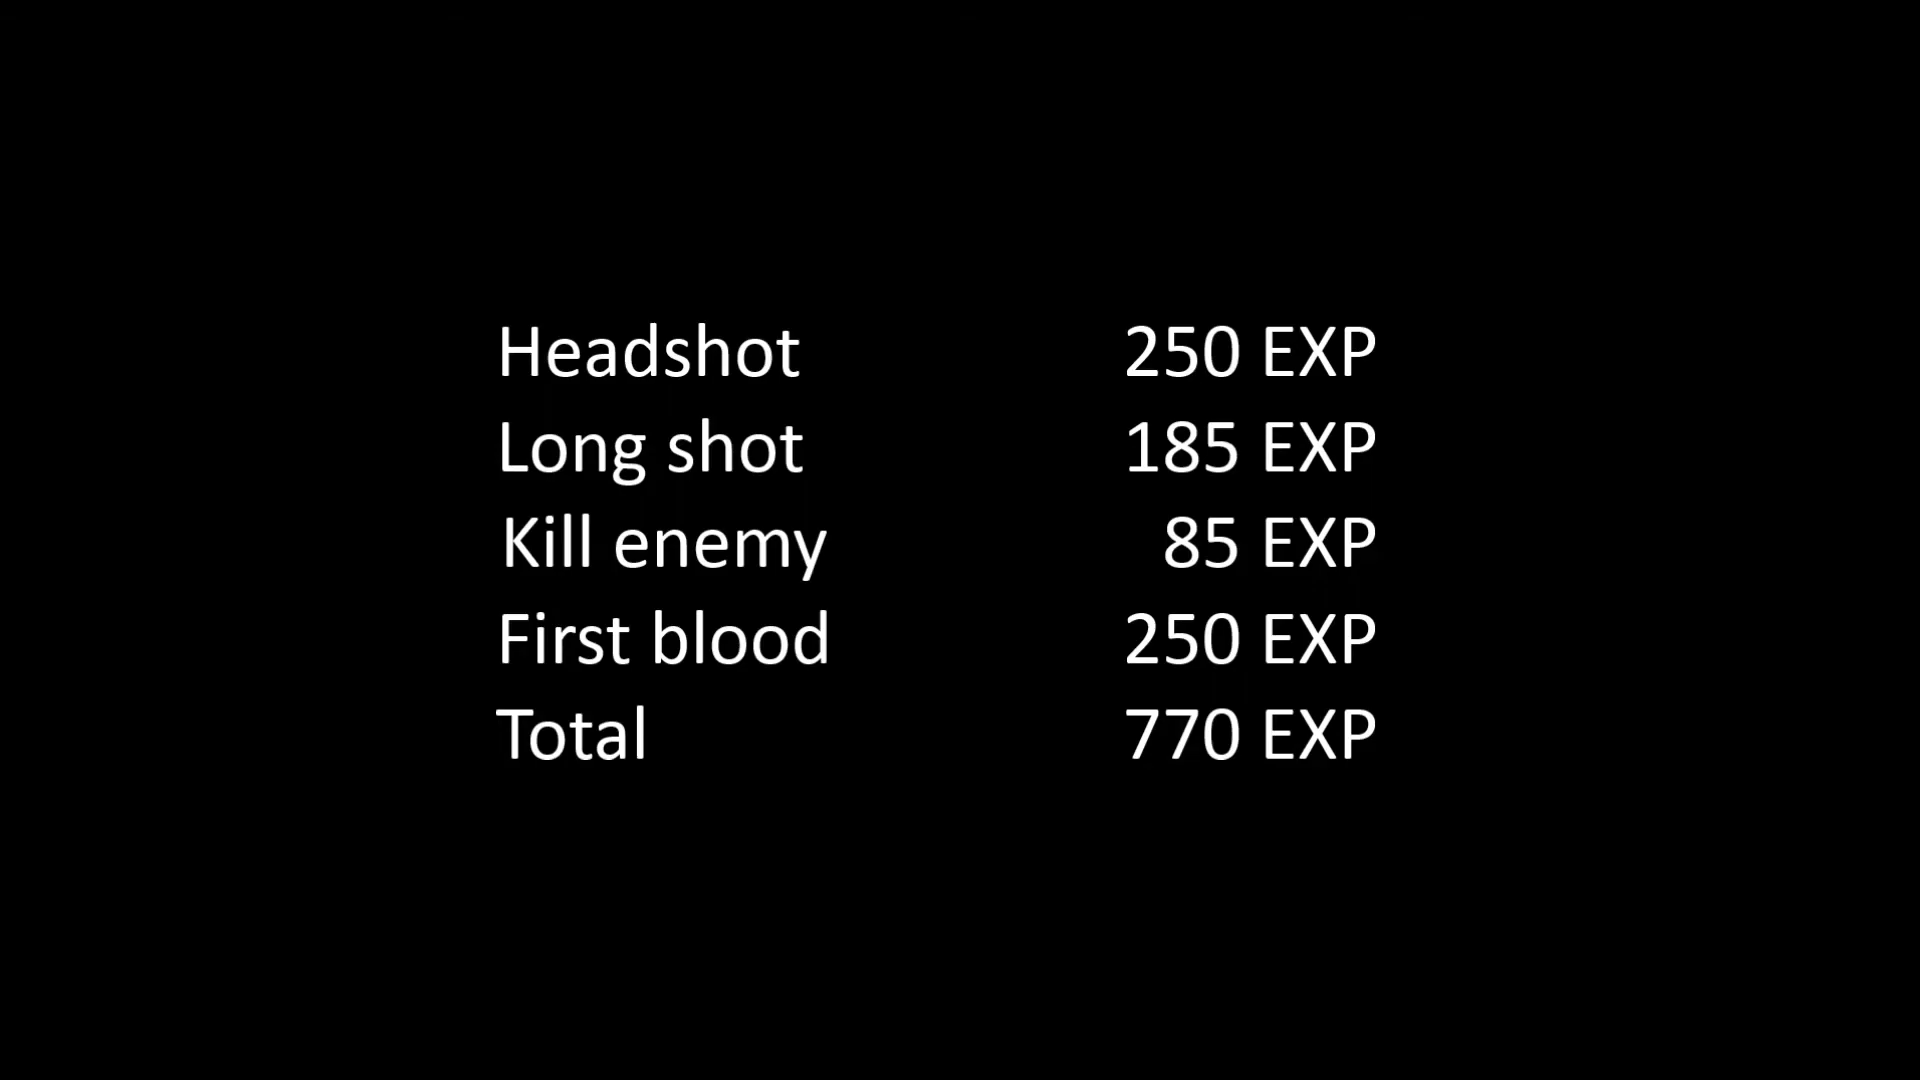 Headshot 250 EXP
Long shot 185 EXP
Kill enemy 85 EXP
First blood 250 EXP
Total 770 EXP